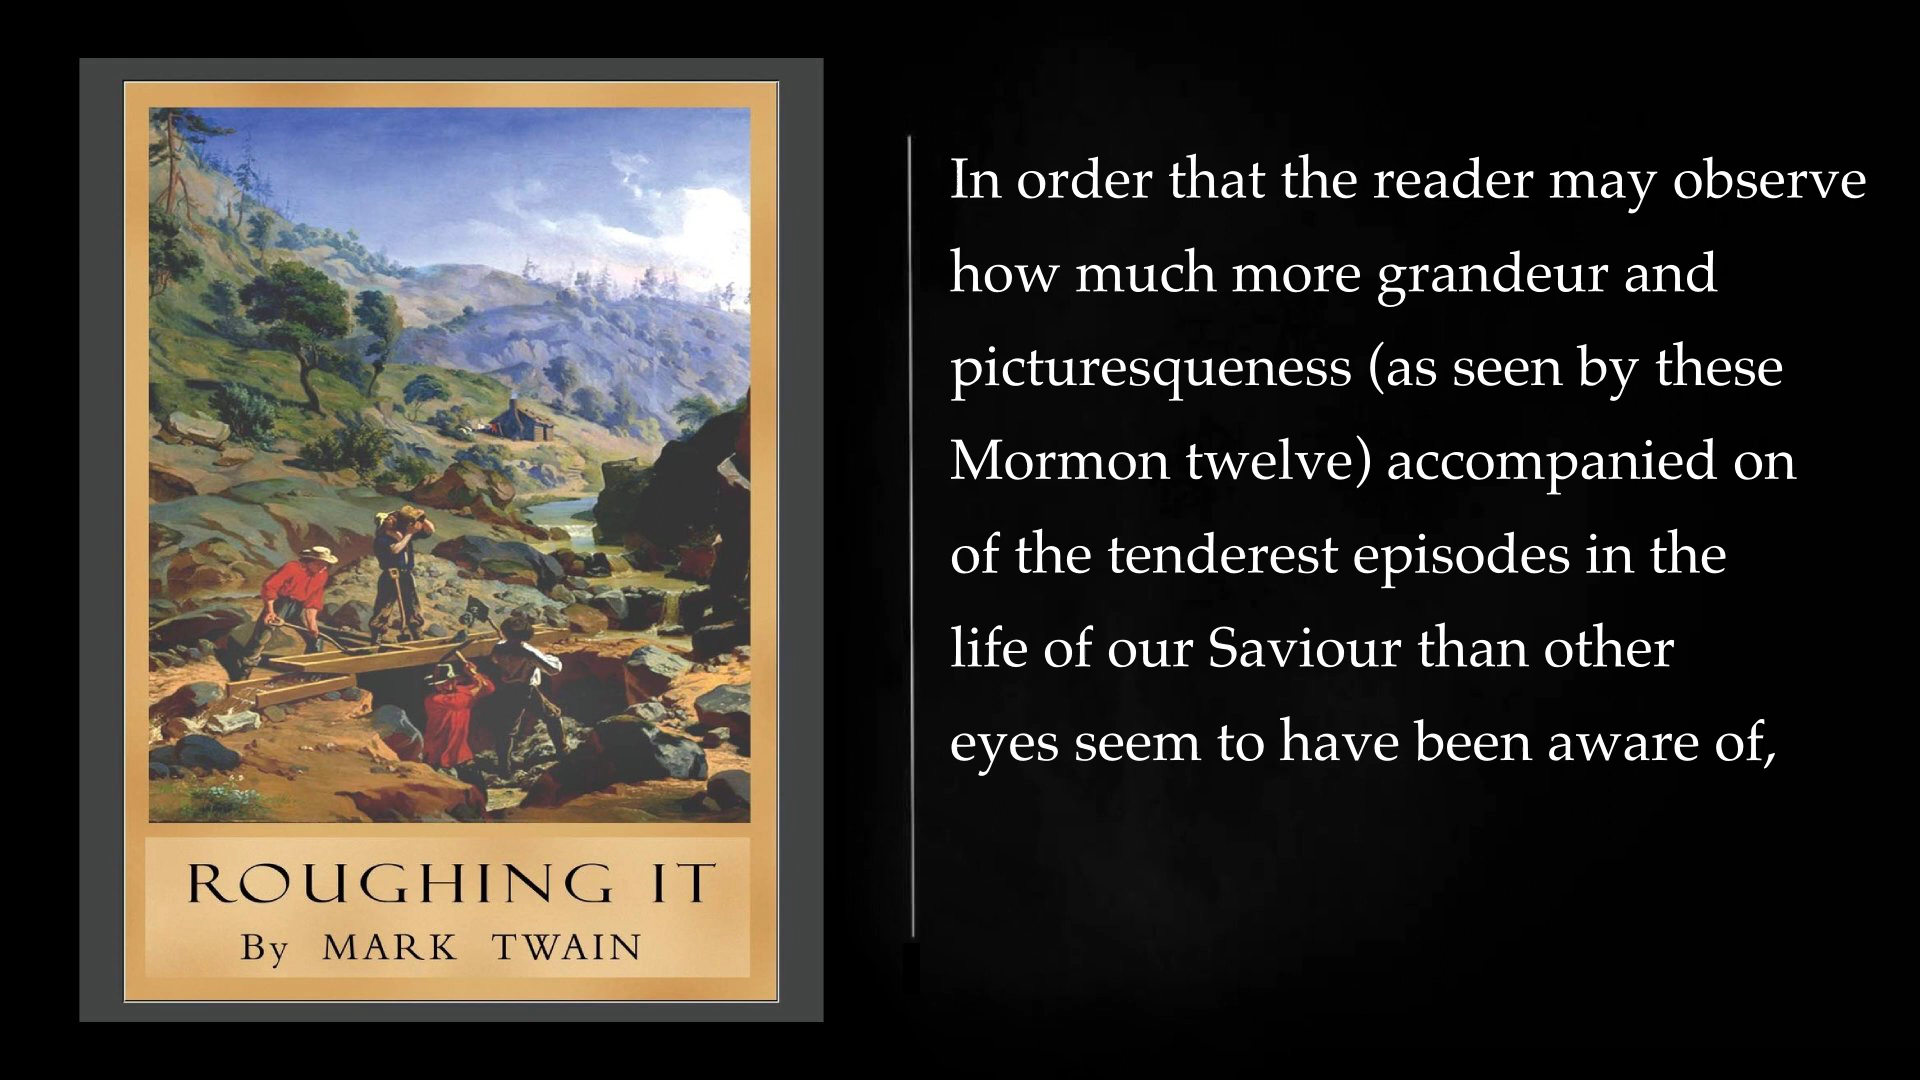 ROUGHING IT
By MARK TWAIN
In order that the reader may observe
how much more grandeur and
picturesqueness (as seen by these
Mormon twelve) accompanied on
of the tenderest episodes in the
life of our Saviour than other
eyes seem to have been aware of,